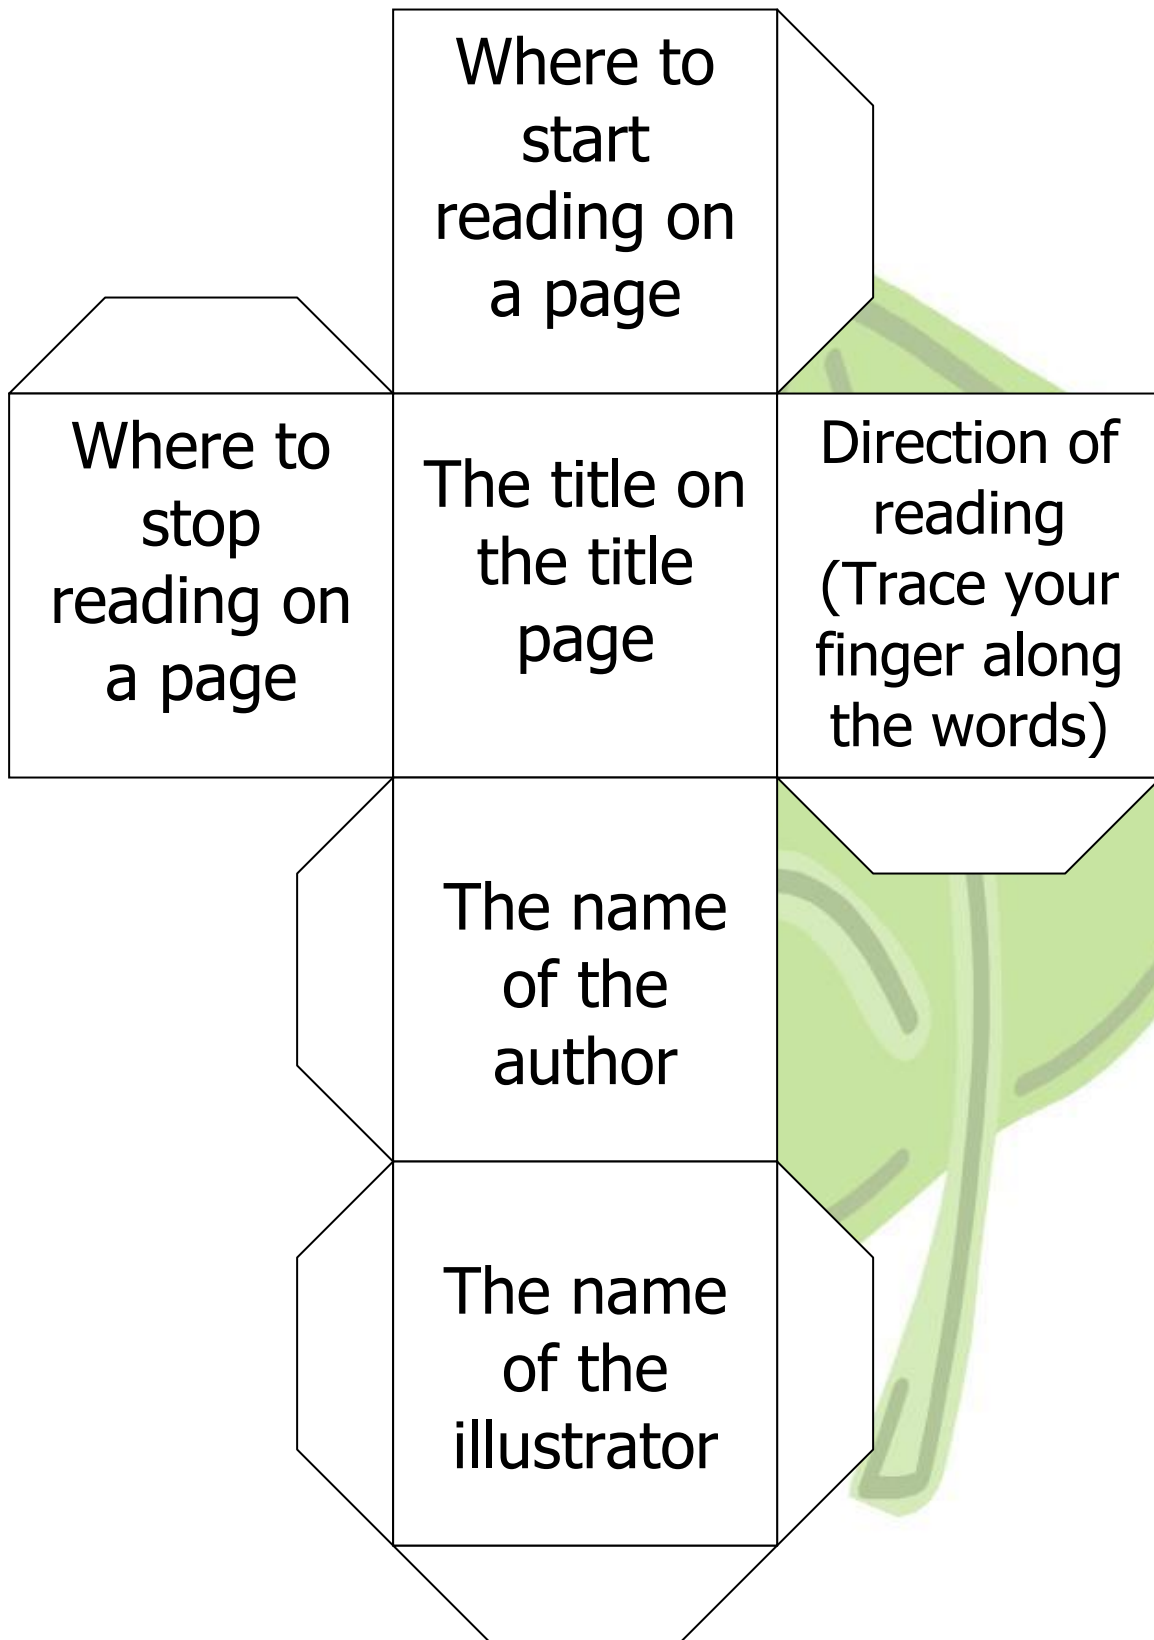 Where to
start
reading on
a page
Where to
stop
reading on
a page
The title on
the title
page
Direction of
reading
(Trace your
finger along
the words)
The name
of the
author
The name
of the
illustrator